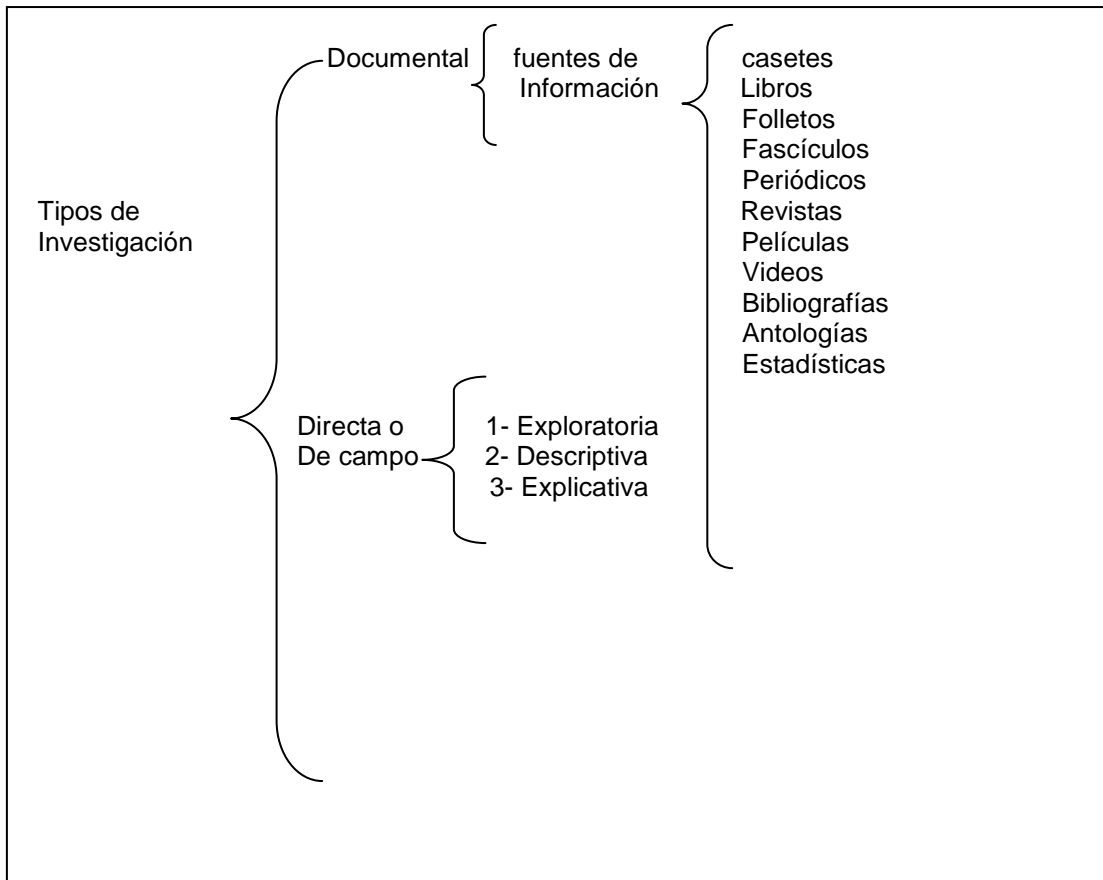 Tipos de
Investigación
Documental
fuentes de
Información
casetes
Libros
Folletos
Fascículos
Periódicos
Revistas
Películas
Videos
Bibliografías
Antologías
Estadísticas
Directa o
De campo
1- Exploratoria
2- Descriptiva
3- Explicativa